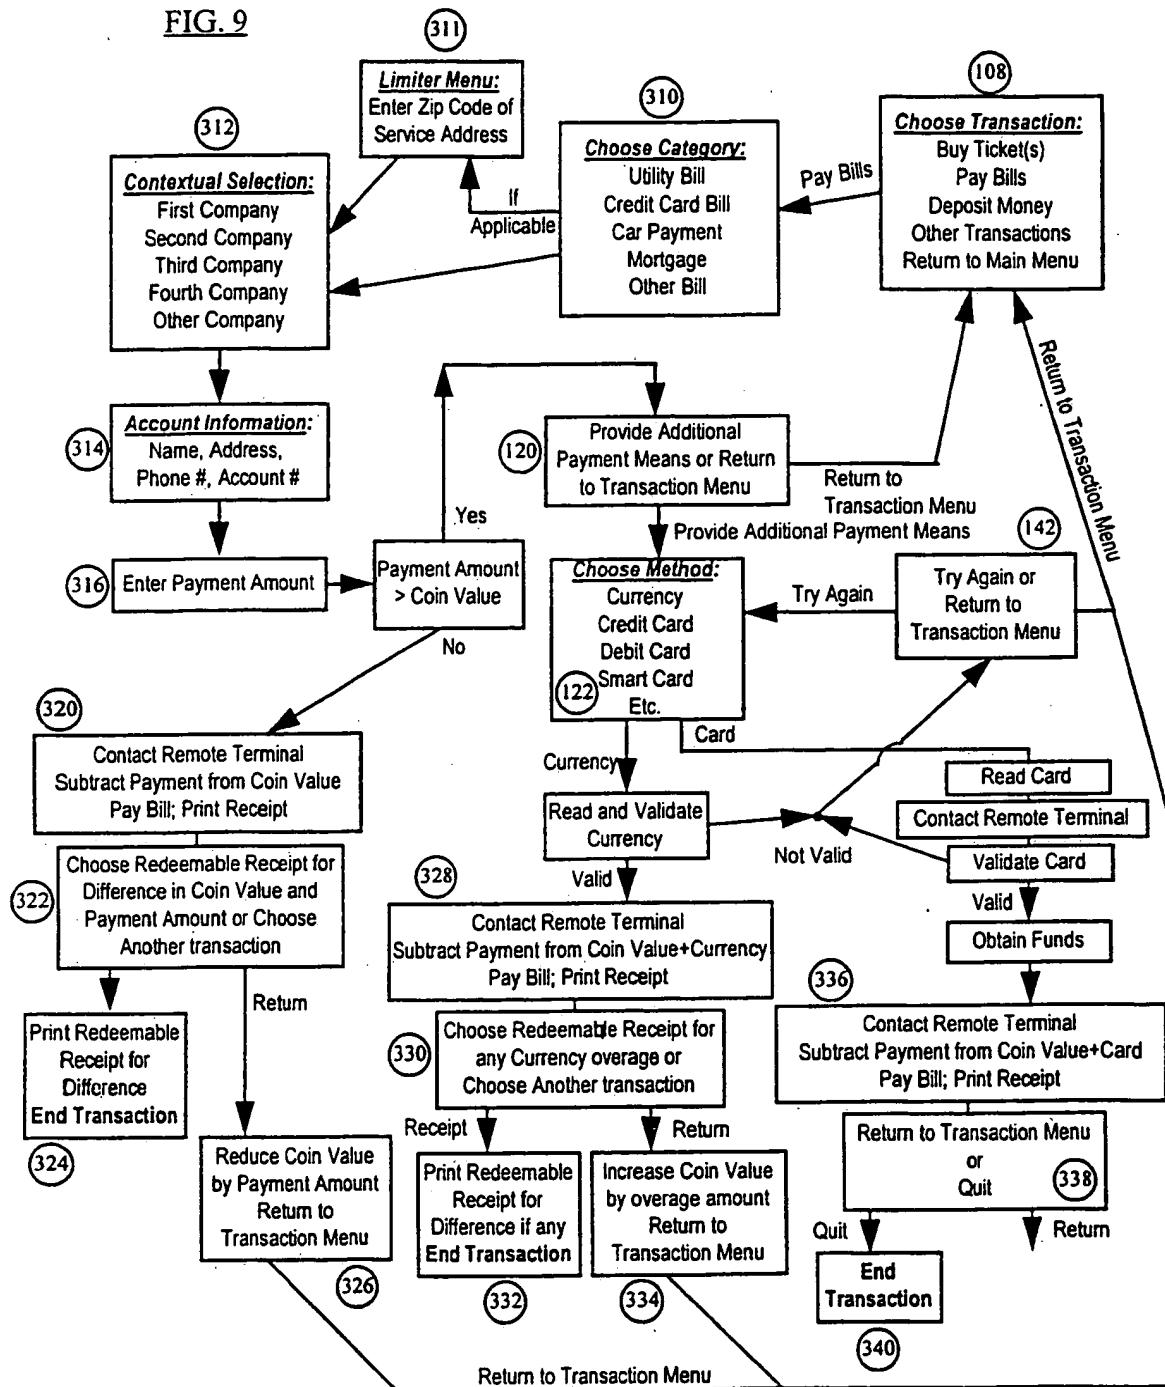 FIG. 9
311
Limiter Menu:
Enter Zip Code of
Service Address
310
Choose Category:
Utility Bill
Credit Card Bill
Car Payment
Mortgage
Other Bill
108
Choose Transaction:
Buy Ticket(s)
Pay Bills
Deposit Money
Other Transactions
Return to Main Menu
Pay Bills
If
Applicable
312
Contextual Selection:
First Company
Second Company
Third Company
Fourth Company
Other Company
314
Account Information:
Name, Address,
Phone #, Account #
316
Enter Payment Amount
Payment Amount
> Coin Value
Yes
No
120
Provide Additional
Payment Means or Return
to Transaction Menu
Return to
Transaction Menu
Provide Additional Payment Means
Return to Transaction Menu
142
Try Again or
Return to
Transaction Menu
Try Again
Choose Method:
Currency
Credit Card
Debit Card
Smart Card
Etc.
122
Currency
Card
Read and Validate
Currency
Not Valid
Valid
Read Card
Contact Remote Terminal
Validate Card
Valid
Obtain Funds
320
Contact Remote Terminal
Subtract Payment from Coin Value
Pay Bill; Print Receipt
322
Choose Redeemable Receipt for
Difference in Coin Value and
Payment Amount or Choose
Another transaction
Return
Print Redeemable
Receipt for
Difference
End Transaction
324
Reduce Coin Value
by Payment Amount
Return to
Transaction Menu
326
328
Contact Remote Terminal
Subtract Payment from Coin Value+Currency
Pay Bill; Print Receipt
330
Choose Redeemable Receipt for
any Currency overage or
Choose Another transaction
Receipt
Return
Print Redeemable
Receipt for
Difference if any
End Transaction
332
Increase Coin Value
by overage amount
Return to
Transaction Menu
334
336
Contact Remote Terminal
Subtract Payment from Coin Value+Card
Pay Bill; Print Receipt
Return to Transaction Menu
or
Quit
338
Quit
Return
End
Transaction
340
Return to Transaction Menu